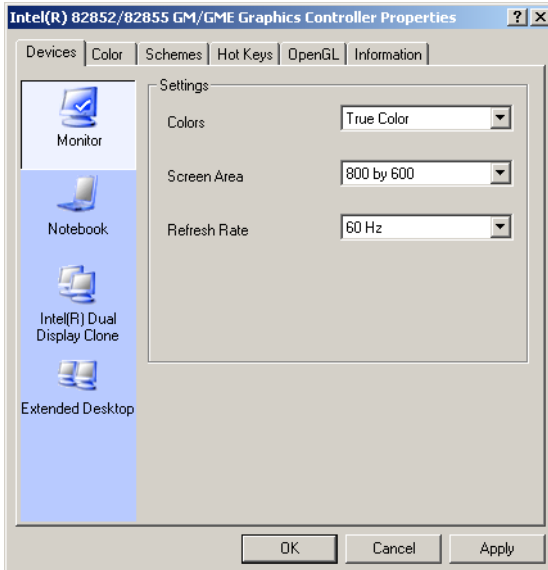 Intel(R) 82852/82855 GM/GME Graphics Controller Properties
Devices Color Schemes Hot Keys OpenGL Information
Settings
Colors True Color
Monitor
Screen Area 800 by 600
Refresh Rate 60 Hz
Notebook
Intel(R) Dual
Display Clone
Extended Desktop
OK Cancel Apply